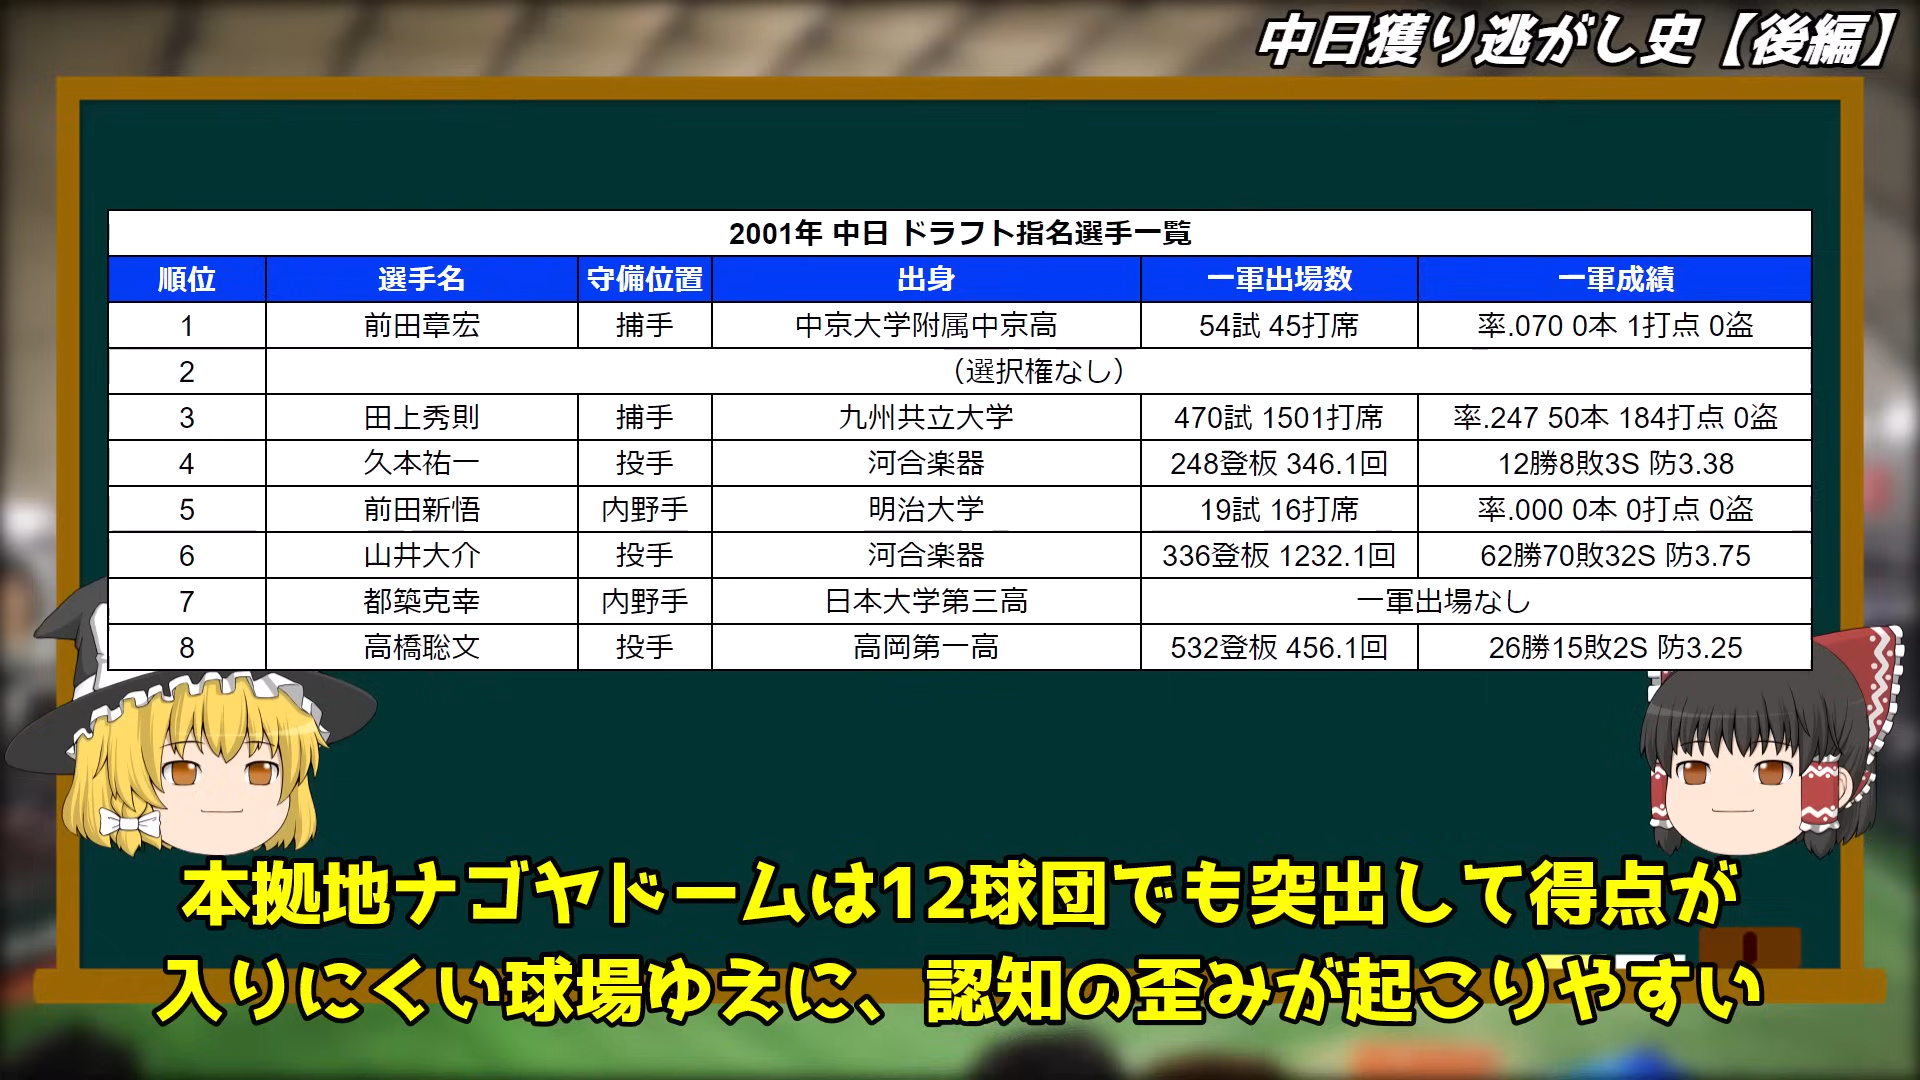 中日獲り逃がし史【後編】
2001年 中日 ドラフト指名選手一覧
順位 選手名 守備位置 出身 一軍出場数 一軍成績
1 前田章宏 捕手 中京大学附属中京高 54試 45打席 率.070 0本 1打点 0盗
2 （選択権なし）
3 田上秀則 捕手 九州共立大学 470試 1501打席 率.247 50本 184打点 0盗
4 久本祐一 投手 河合楽器 248登板 346.1回 12勝8敗3S 防3.38
5 前田新悟 内野手 明治大学 19試 16打席 率.000 0本 0打点 0盗
6 山井大介 投手 河合楽器 336登板 1232.1回 62勝70敗32S 防3.75
7 都築克幸 内野手 日本大学第三高 一軍出場なし
8 高橋聡文 投手 高岡第一高 532登板 456.1回 26勝15敗2S 防3.25
本拠地ナゴヤドームは12球団でも突出して得点が
入りにくい球場ゆえに、認知の歪みが起こりやすい